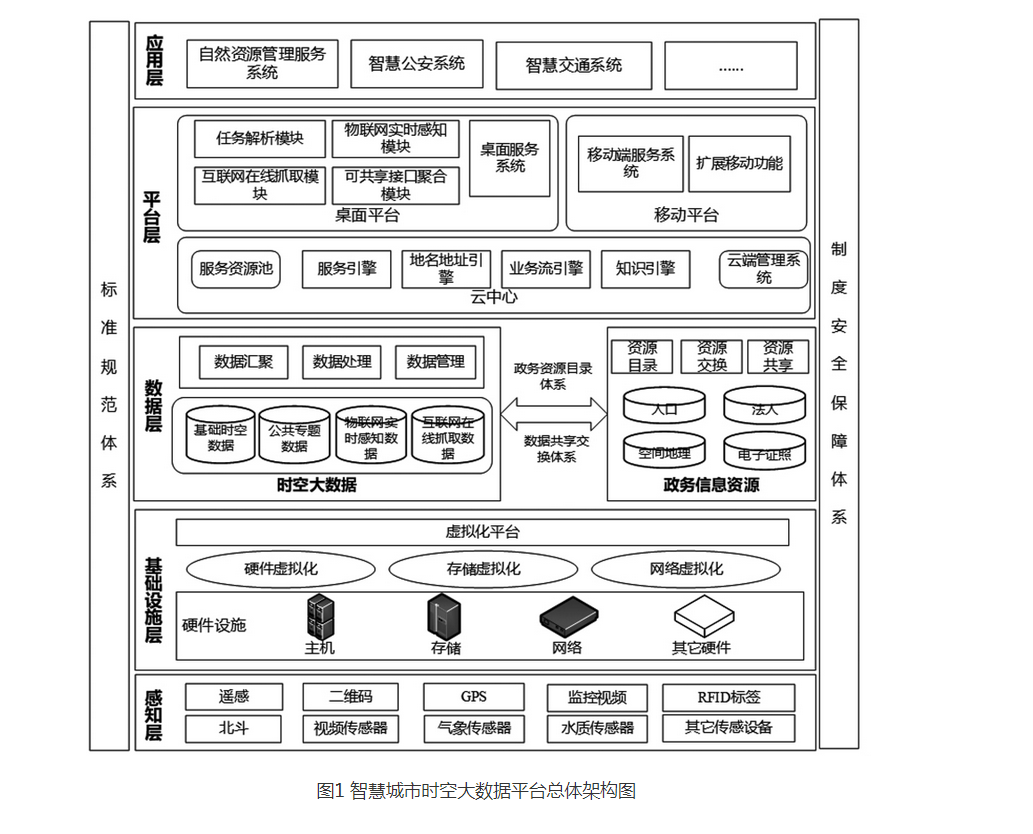 标
准
规
范
体
系
应用层
自然资源管理服务
系统
智慧公安系统
智慧交通系统
......
平台层
任务解析模块
物联网实时感知
模块
互联网在线抓取模
块
可共享接口聚合
模块
桌面服务
系统
桌面平台
移动端服务系
统
扩展移动功能
移动平台
服务资源池
服务引擎
地名地址引
擎
业务流引擎
知识引擎
云端管理系
统
云中心
数据层
数据汇聚
数据处理
数据管理
基础时空
数据
公共专题
数据
物联网实
时感知数
据
互联网在
线抓取数
据
时空大数据
政务资源目录
体系
数据共享交
换体系
资源
目录
资源
交换
资源
共享
人口
法人
空间地理
电子证照
政务信息资源
基础设施层
虚拟化平台
硬件虚拟化
存储虚拟化
网络虚拟化
硬件设施
主机
存储
网络
其它硬件
感知层
遥感
二维码
GPS
监控视频
RFID标签
北斗
视频传感器
气象传感器
水质传感器
其它传感设备
制
度
安
全
保
障
体
系
图1 智慧城市时空大数据平台总体架构图